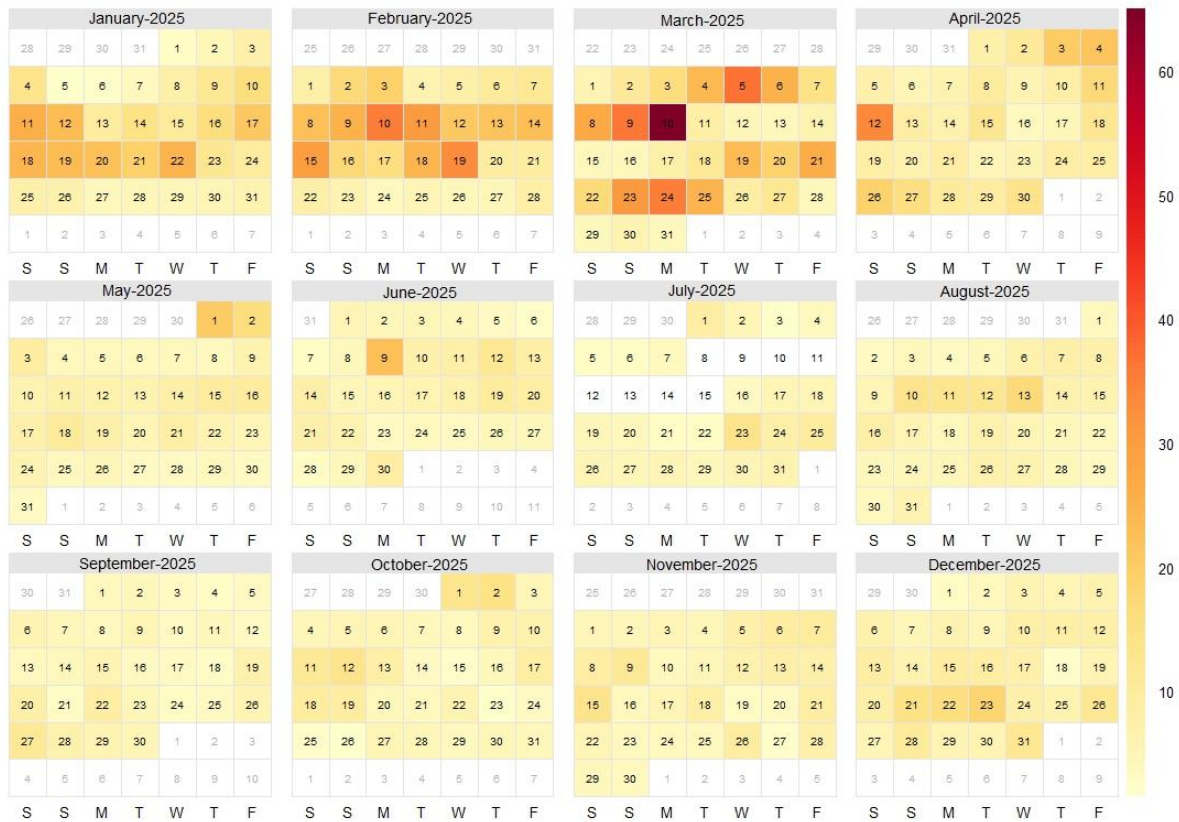 January-2025
28 29 30 31 1 2 3
4 5 6 7 8 9 10
11 12 13 14 15 16 17
18 19 20 21 22 23 24
25 26 27 28 29 30 31
1 2 3 4 5 6 7
S S M T W T F
February-2025
25 26 27 28 29 30 31
1 2 3 4 5 6 7
8 9 10 11 12 13 14
15 16 17 18 19 20 21
22 23 24 25 26 27 28
1 2 3 4 5 6 7
S S M T W T F
March-2025
22 23 24 25 26 27 28
1 2 3 4 5 6 7
8 9 10 11 12 13 14
15 16 17 18 19 20 21
22 23 24 25 26 27 28
29 30 31 1 2 3 4
S S M T W T F
April-2025
29 30 31 1 2 3 4
5 6 7 8 9 10 11
12 13 14 15 16 17 18
19 20 21 22 23 24 25
26 27 28 29 30 1 2
3 4 5 6 7 8 9
S S M T W T F
May-2025
26 27 28 29 30 1 2
3 4 5 6 7 8 9
10 11 12 13 14 15 16
17 18 19 20 21 22 23
24 25 26 27 28 29 30
31 1 2 3 4 5 6
S S M T W T F
June-2025
31 1 2 3 4 5 6
7 8 9 10 11 12 13
14 15 16 17 18 19 20
21 22 23 24 25 26 27
28 29 30 1 2 3 4
5 6 7 8 9 10 11
S S M T W T F
July-2025
28 29 30 1 2 3 4
5 6 7 8 9 10 11
12 13 14 15 16 17 18
19 20 21 22 23 24 25
26 27 28 29 30 31 1
2 3 4 5 6 7 8
S S M T W T F
August-2025
26 27 28 29 30 31 1
2 3 4 5 6 7 8
9 10 11 12 13 14 15
16 17 18 19 20 21 22
23 24 25 26 27 28 29
30 31 1 2 3 4 5
S S M T W T F
September-2025
30 31 1 2 3 4 5
6 7 8 9 10 11 12
13 14 15 16 17 18 19
20 21 22 23 24 25 26
27 28 29 30 1 2 3
4 5 6 7 8 9 10
S S M T W T F
October-2025
27 28 29 30 1 2 3
4 5 6 7 8 9 10
11 12 13 14 15 16 17
18 19 20 21 22 23 24
25 26 27 28 29 30 31
1 2 3 4 5 6 7
S S M T W T F
November-2025
25 26 27 28 29 30 31
1 2 3 4 5 6 7
8 9 10 11 12 13 14
15 16 17 18 19 20 21
22 23 24 25 26 27 28
29 30 1 2 3 4 5
S S M T W T F
December-2025
29 30 1 2 3 4 5
6 7 8 9 10 11 12
13 14 15 16 17 18 19
20 21 22 23 24 25 26
27 28 29 30 31 1 2
3 4 5 6 7 8 9
S S M T W T F
60
50
40
30
20
10